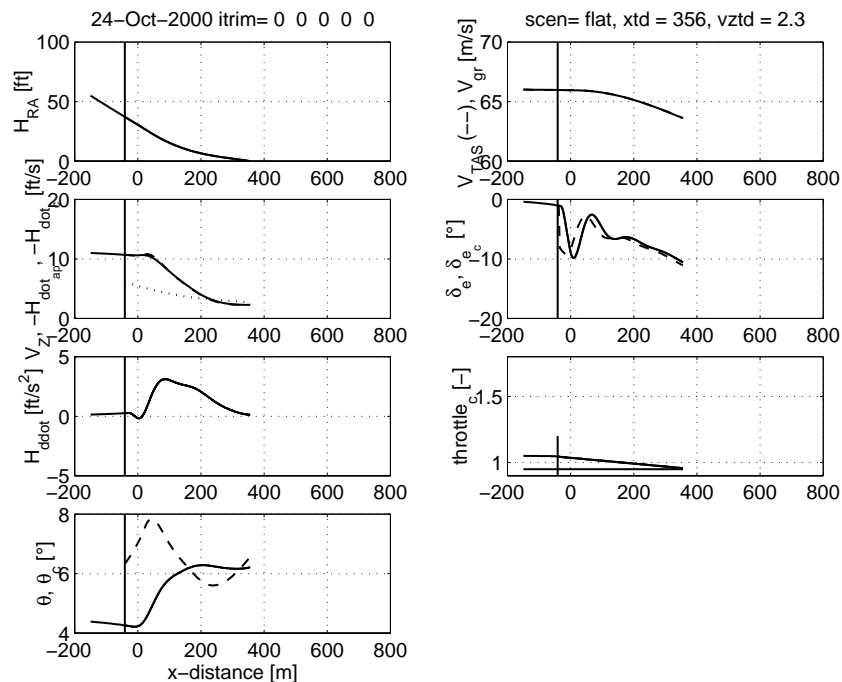 24−Oct−2000 itrim= 0 0 0 0 0
scen= flat, xtd = 356, vztd = 2.3
H_RA [ft]
100
50
0
−200 0 200 400 600 800
V_TAS (−−), V_gr [m/s]
70
65
60
−200 0 200 400 600 800
V_Z, −H_dot_ap, −H_dot [ft/s]
20
10
0
−200 0 200 400 600 800
δ_e, δ_e_c [°]
0
−10
−20
−200 0 200 400 600 800
H_ddot [ft/s²]
5
0
−5
−200 0 200 400 600 800
throttle_c [−]
1.5
1
−200 0 200 400 600 800
θ, θ_c [°]
8
6
4
−200 0 200 400 600 800
x−distance [m]